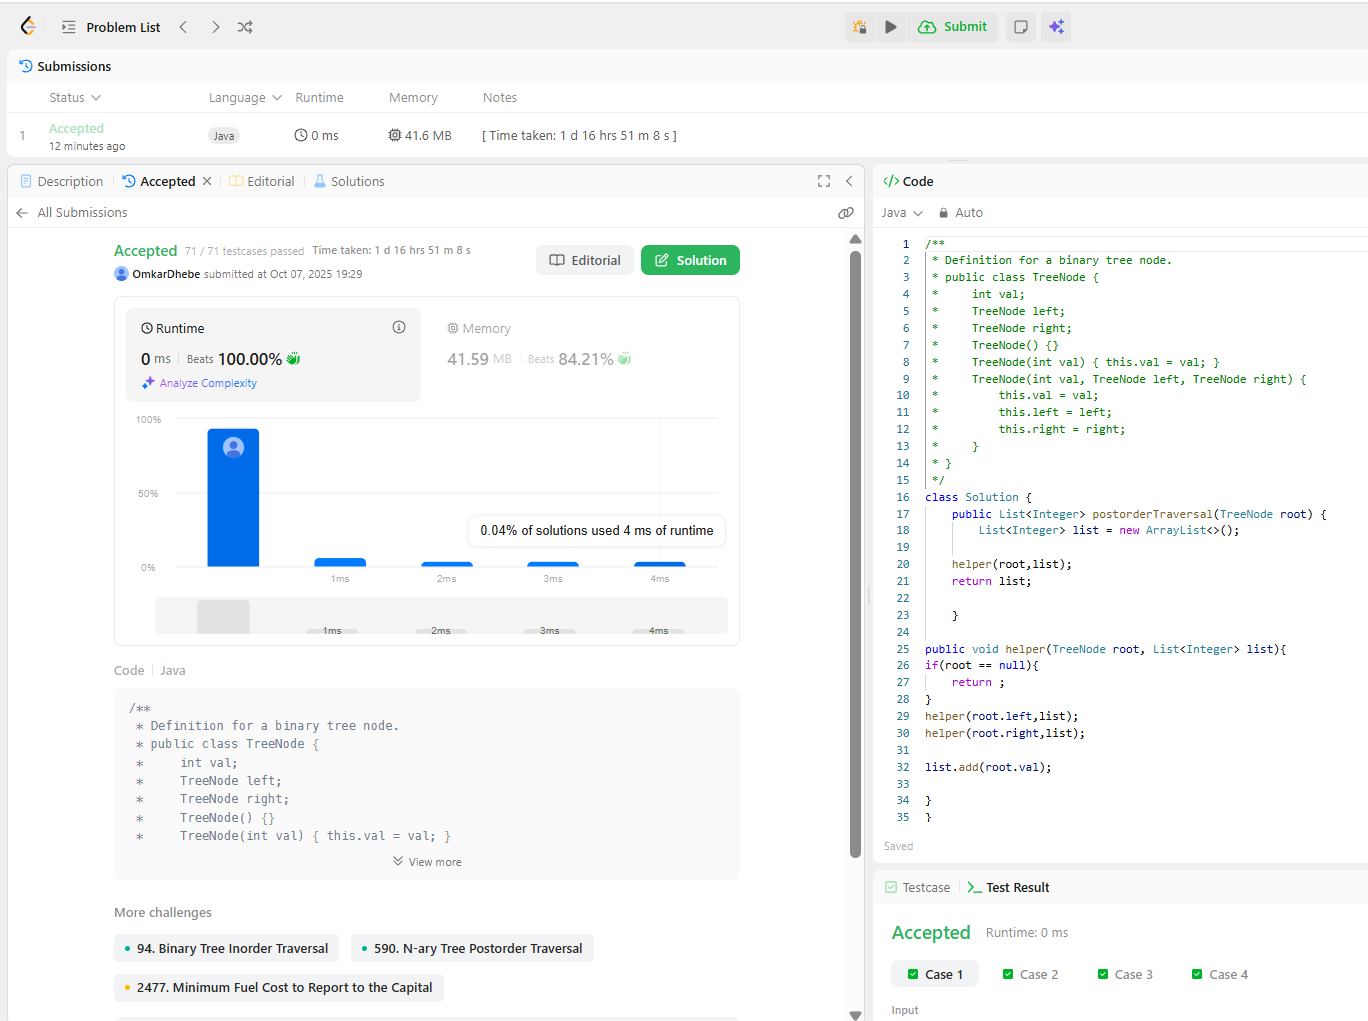 Problem List
Submit
Submissions
Status Language Runtime Memory Notes
1 Accepted Java 0 ms 41.6 MB [ Time taken: 1 d 16 hrs 51 m 8 s ]
12 minutes ago
Description Accepted Editorial Solutions
All Submissions
Accepted 71 / 71 testcases passed Time taken: 1 d 16 hrs 51 m 8 s
OmkarDhebe submitted at Oct 07, 2025 19:29
Editorial Solution
Runtime
0 ms Beats 100.00%
Analyze Complexity
Memory
41.59 MB Beats 84.21%
100%
50%
0%
0.04% of solutions used 4 ms of runtime
1ms 2ms 3ms 4ms
1ms 2ms 3ms 4ms
Code Java
/**
 * Definition for a binary tree node.
 * public class TreeNode {
 *     int val;
 *     TreeNode left;
 *     TreeNode right;
 *     TreeNode() {}
 *     TreeNode(int val) { this.val = val; }
View more
More challenges
94. Binary Tree Inorder Traversal 590. N-ary Tree Postorder Traversal
2477. Minimum Fuel Cost to Report to the Capital
Code
Java Auto
1 /**
2  * Definition for a binary tree node.
3  * public class TreeNode {
4  *     int val;
5  *     TreeNode left;
6  *     TreeNode right;
7  *     TreeNode() {}
8  *     TreeNode(int val) { this.val = val; }
9  *     TreeNode(int val, TreeNode left, TreeNode right) {
10  *         this.val = val;
11  *         this.left = left;
12  *         this.right = right;
13  *     }
14  * }
15  */
16 class Solution {
17     public List<Integer> postorderTraversal(TreeNode root) {
18         List<Integer> list = new ArrayList<>();
19
20     helper(root,list);
21     return list;
22
23     }
24
25 public void helper(TreeNode root, List<Integer> list){
26 if(root == null){
27     return ;
28 }
29 helper(root.left,list);
30 helper(root.right,list);
31
32 list.add(root.val);
33
34 }
35 }
Saved
Testcase Test Result
Accepted Runtime: 0 ms
Case 1 Case 2 Case 3 Case 4
Input